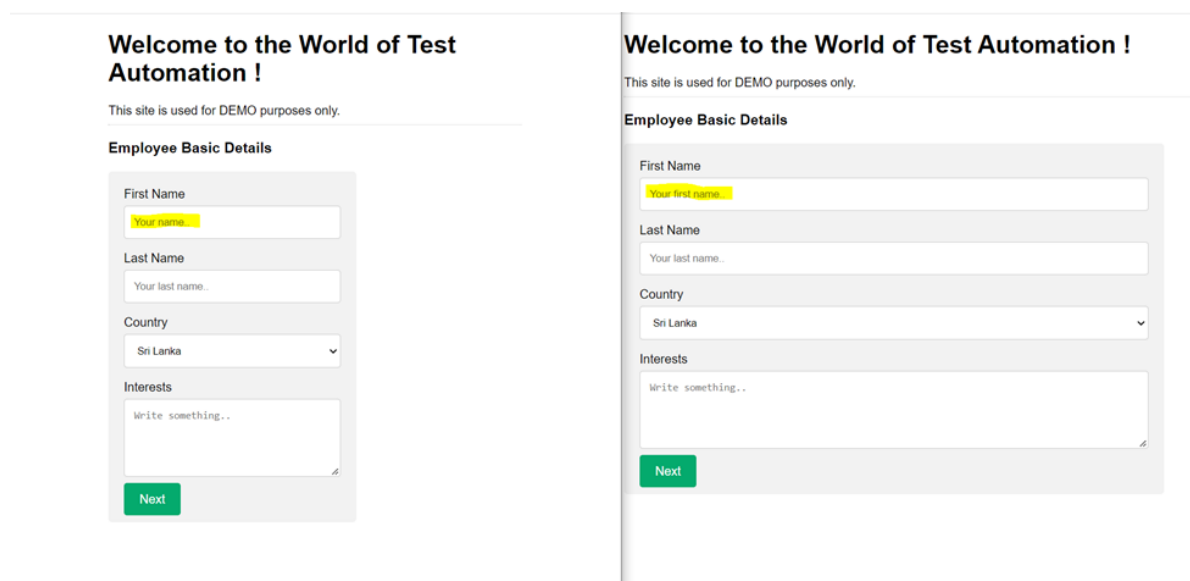 Welcome to the World of Test
Automation !
This site is used for DEMO purposes only.
Employee Basic Details
First Name
Your name..
Last Name
Your last name..
Country
Sri Lanka
Interests
Write something..
Next
Welcome to the World of Test Automation !
This site is used for DEMO purposes only.
Employee Basic Details
First Name
Your first name..
Last Name
Your last name..
Country
Sri Lanka
Interests
Write something..
Next